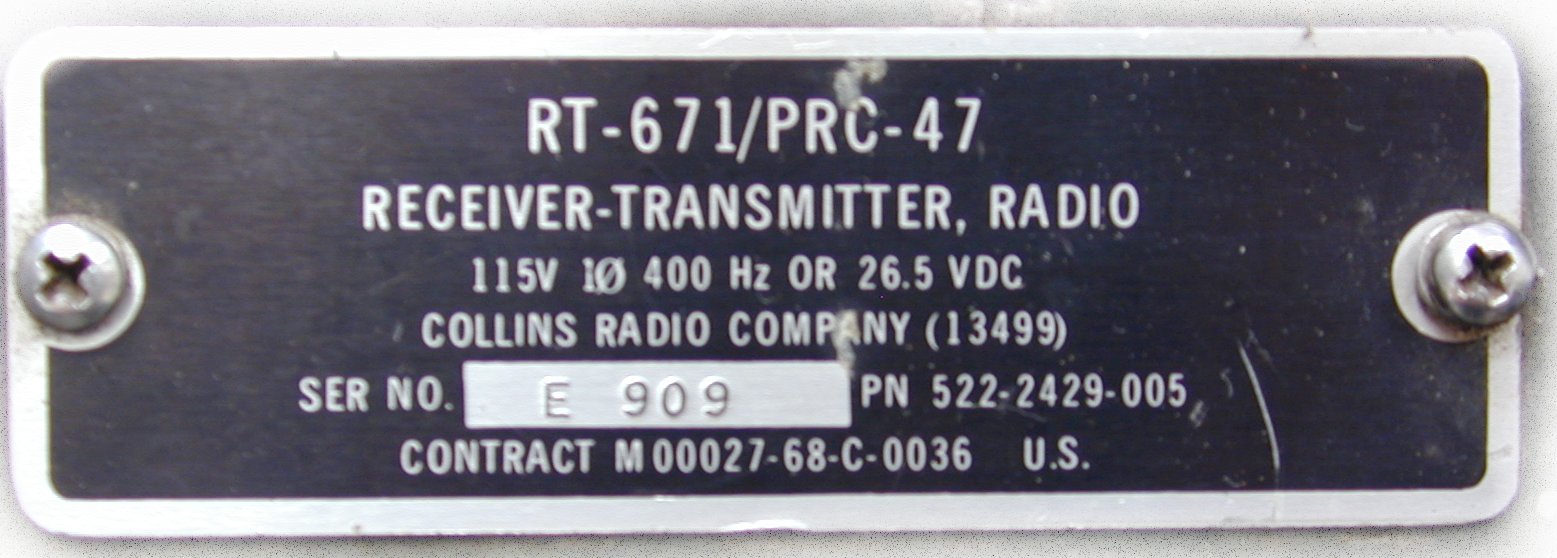 RT-671/PRC-47
RECEIVER-TRANSMITTER, RADIO
115V 1Ø 400 Hz OR 26.5 VDC
COLLINS RADIO COMPANY (13499)
SER NO. E 909 PN 522-2429-005
CONTRACT M00027-68-C-0036 U.S.